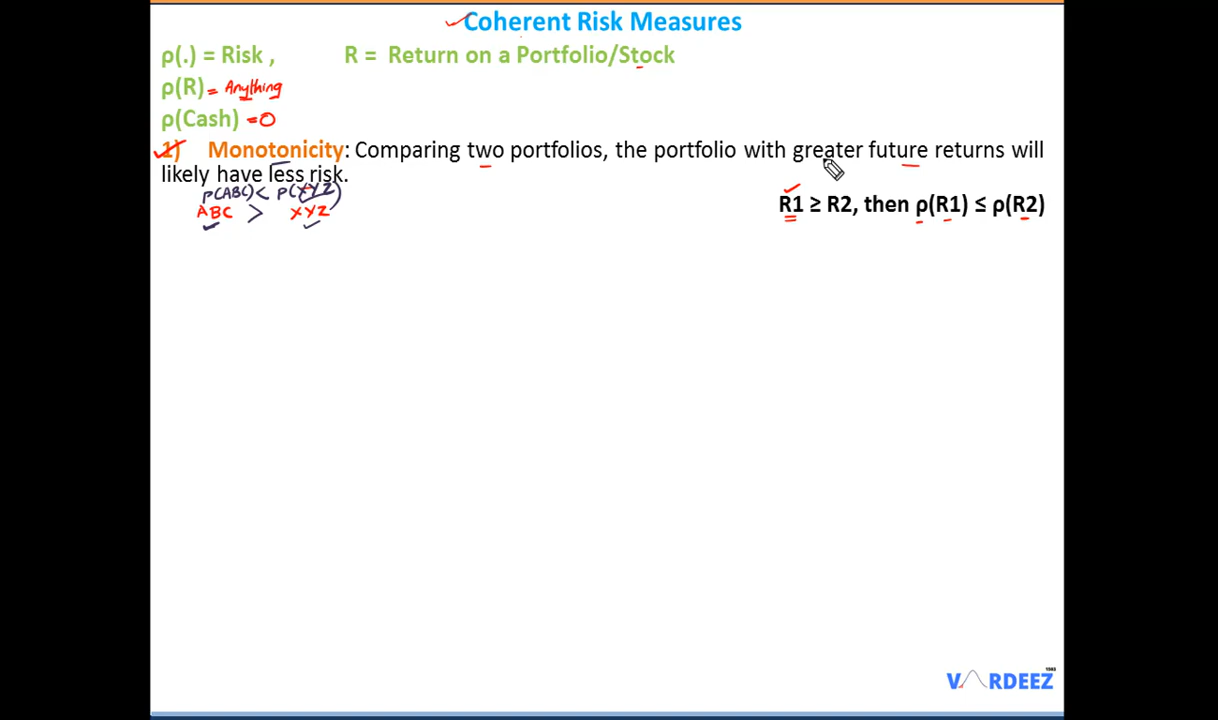 Coherent Risk Measures
ρ(.) = Risk , R = Return on a Portfolio/Stock
ρ(R) = Anything
ρ(Cash) =0
1) Monotonicity: Comparing two portfolios, the portfolio with greater future returns will
likely have less risk.
ρ(ABC) < ρ(XYZ)
ABC > XYZ
R1 ≥ R2, then ρ(R1) ≤ ρ(R2)
V RDEEZ